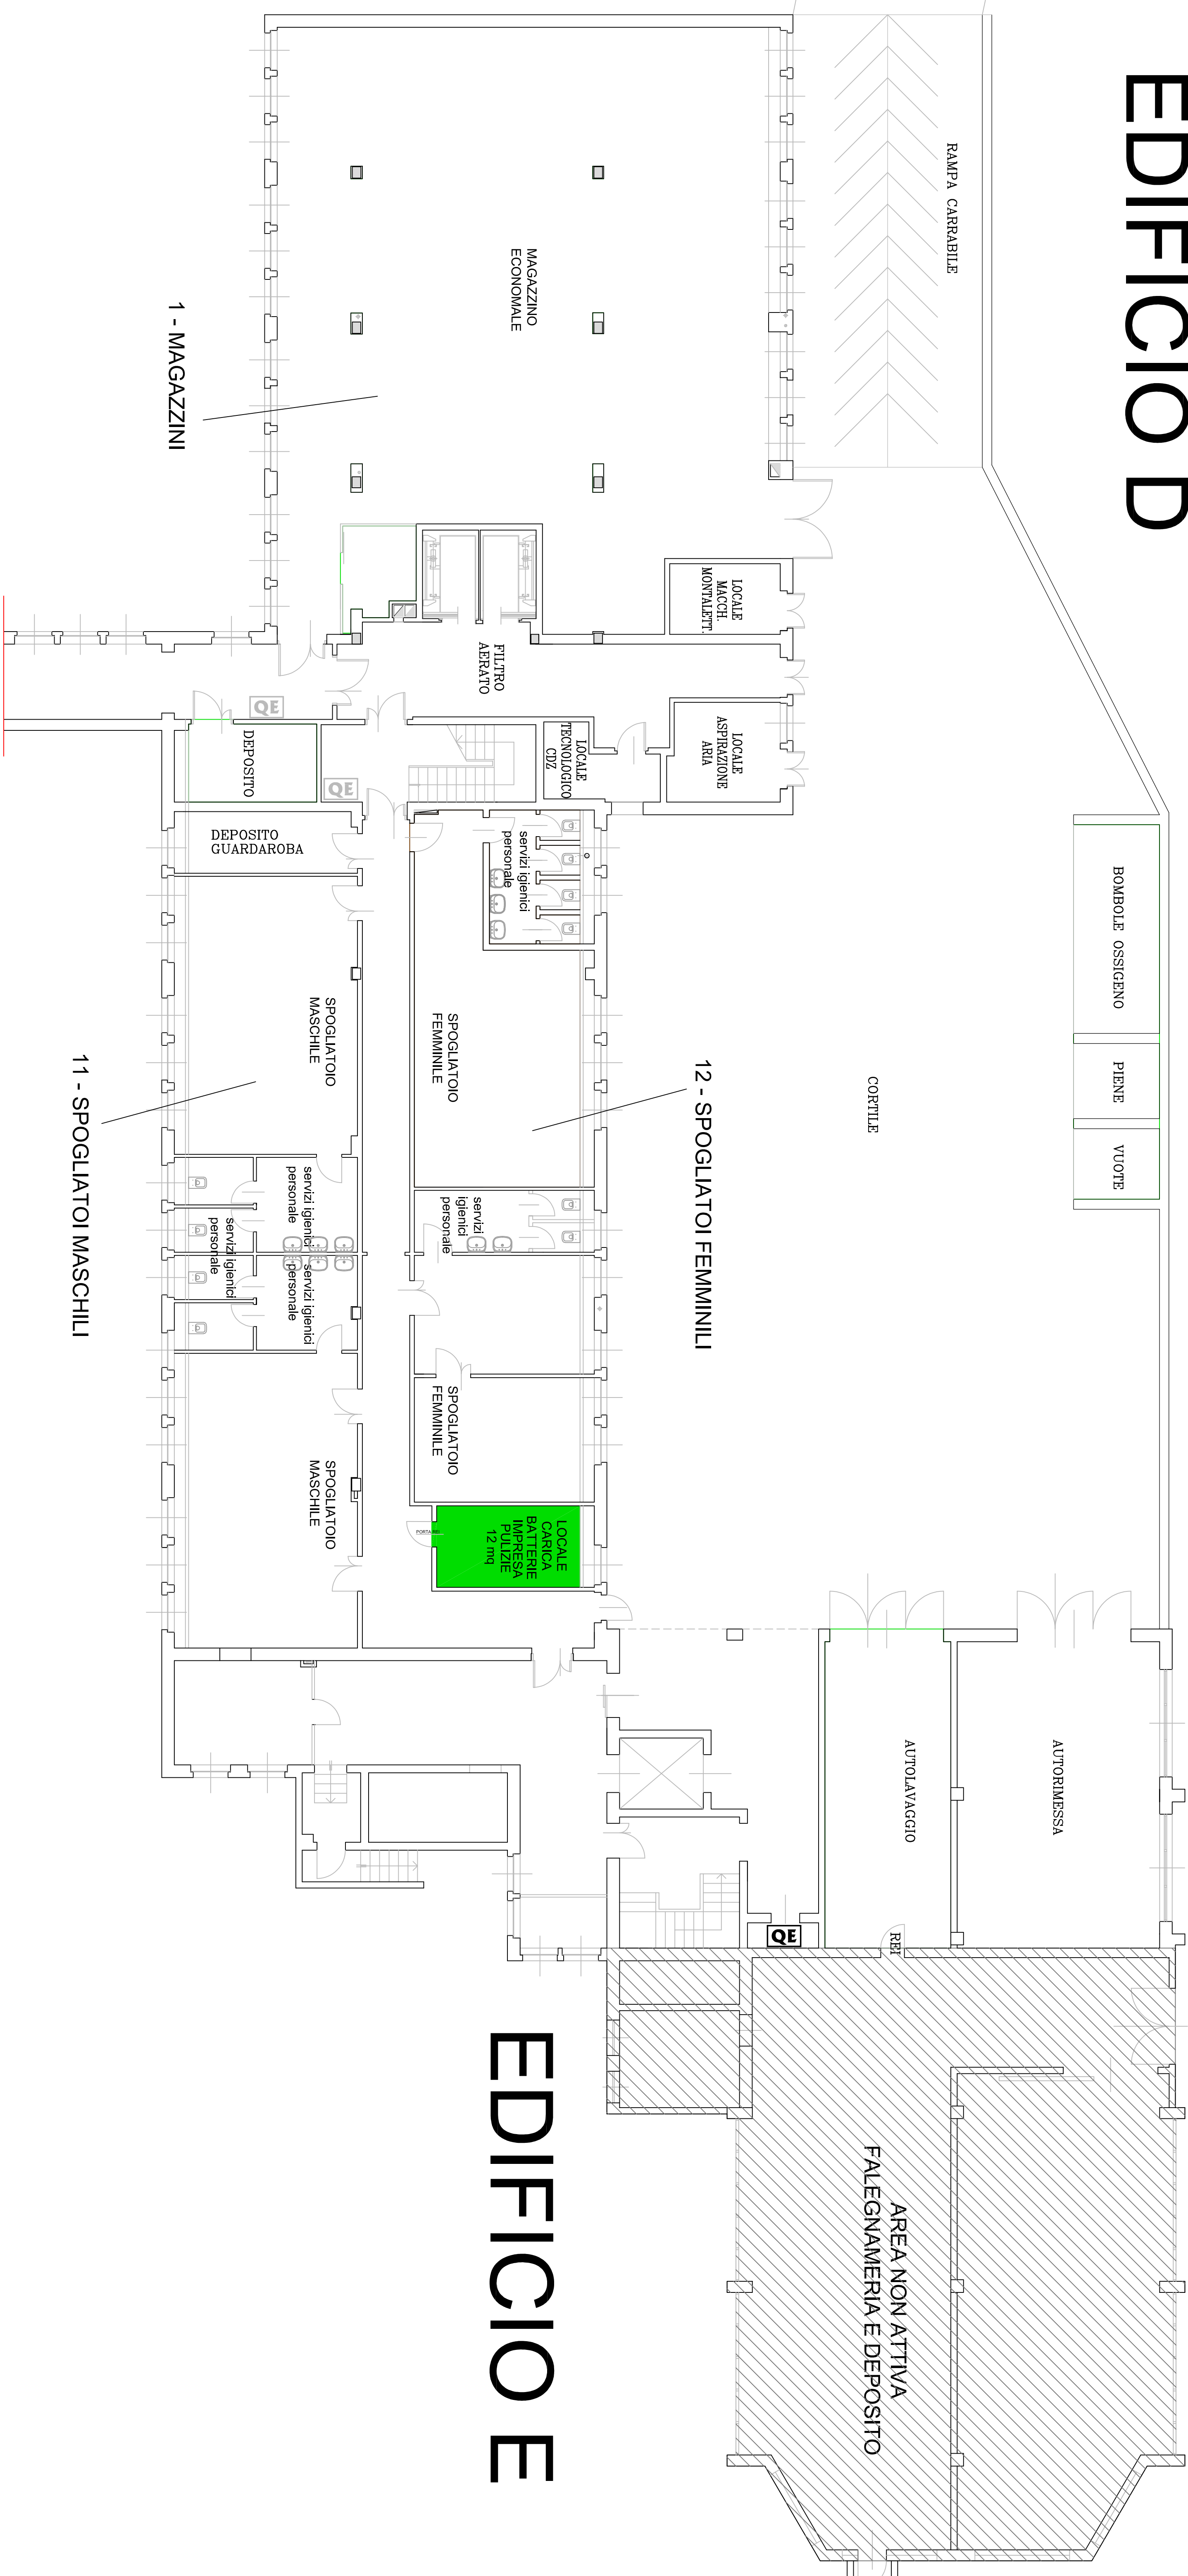 EDIFICIO D
RAMPA CARRABILE
MAGAZZINO
ECONOMALE
1 - MAGAZZINI
LOCALE
MACCH.
MONTALETT.
FILTRO
AERATO
QE
DEPOSITO
QE
LOCALE
TECNOLOGICO
CDZ
LOCALE
ASPIRAZIONE
ARIA
DEPOSITO
GUARDAROBA
servizi igienici
personale
BOMBOLE OSSIGENO
PIENE
VUOTE
CORTILE
SPOGLIATOIO
MASCHILE
SPOGLIATOIO
FEMMINILE
11 - SPOGLIATOI MASCHILI
12 - SPOGLIATOI FEMMINILI
servizi igienici
personale
servizi igienici
personale
servizi igienici
personale
servizi
igienici
personale
SPOGLIATOIO
FEMMINILE
SPOGLIATOIO
MASCHILE
LOCALE
CARICA
BATTERIE
IMPRESA
PULIZIE
12 mq
PORTA REI
AUTOLAVAGGIO
AUTORIMESSA
QE
REI
EDIFICIO E
AREA NON ATTIVA
FALEGNAMERIA E DEPOSITO